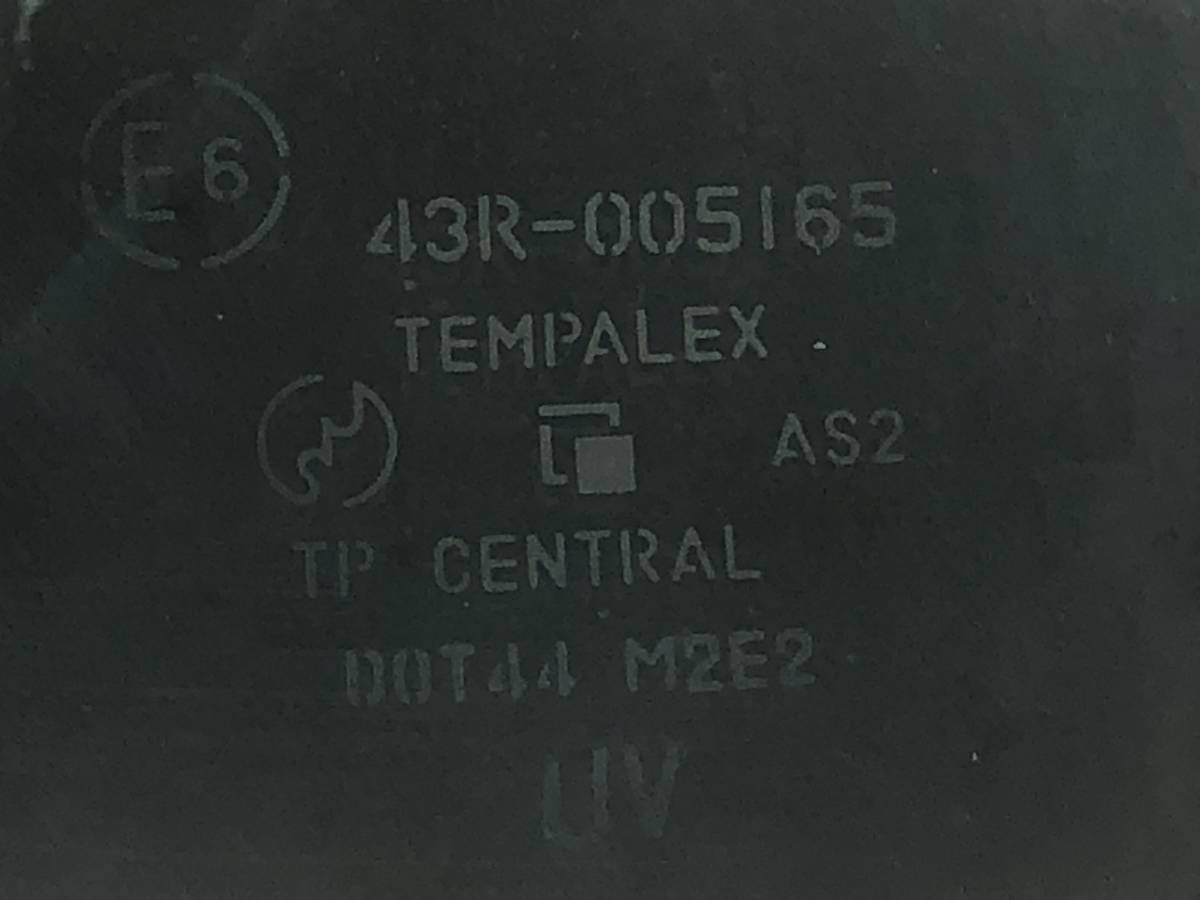 E6
43R-005165
TEMPALEX
AS2
TP CENTRAL
DOT44 M2E2
UV